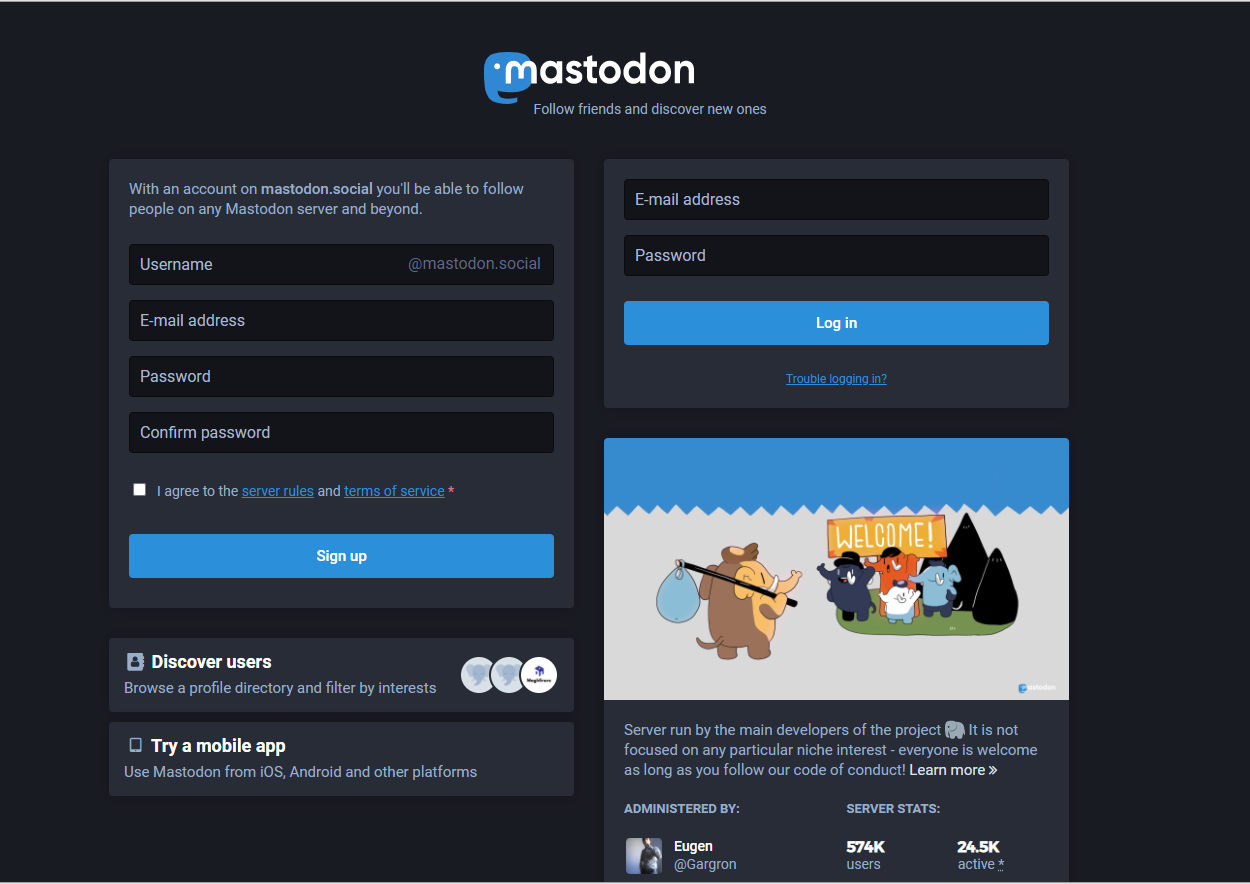 mastodon
Follow friends and discover new ones
With an account on mastodon.social you'll be able to follow
people on any Mastodon server and beyond.
Username @mastodon.social
E-mail address
Password
Confirm password
I agree to the server rules and terms of service *
Sign up
Discover users
Browse a profile directory and filter by interests
Try a mobile app
Use Mastodon from iOS, Android and other platforms
E-mail address
Password
Log in
Trouble logging in?
WELCOME!
mastodon
Server run by the main developers of the project It is not
focused on any particular niche interest - everyone is welcome
as long as you follow our code of conduct! Learn more »
ADMINISTERED BY:
Eugen
@Gargron
SERVER STATS:
574K 24.5K
users active *